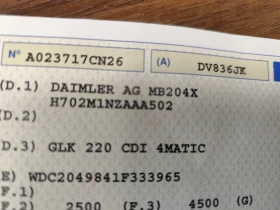 N° A023717CN26 (A) DV836JK
(D.1) DAIMLER AG MB204X
H702M1NZAAA502
(D.2)
(D.3) GLK 220 CDI 4MATIC
(E) WDC2049841F333965
(F.1)
(F.2) 2500 (F.3) 4500 (G)